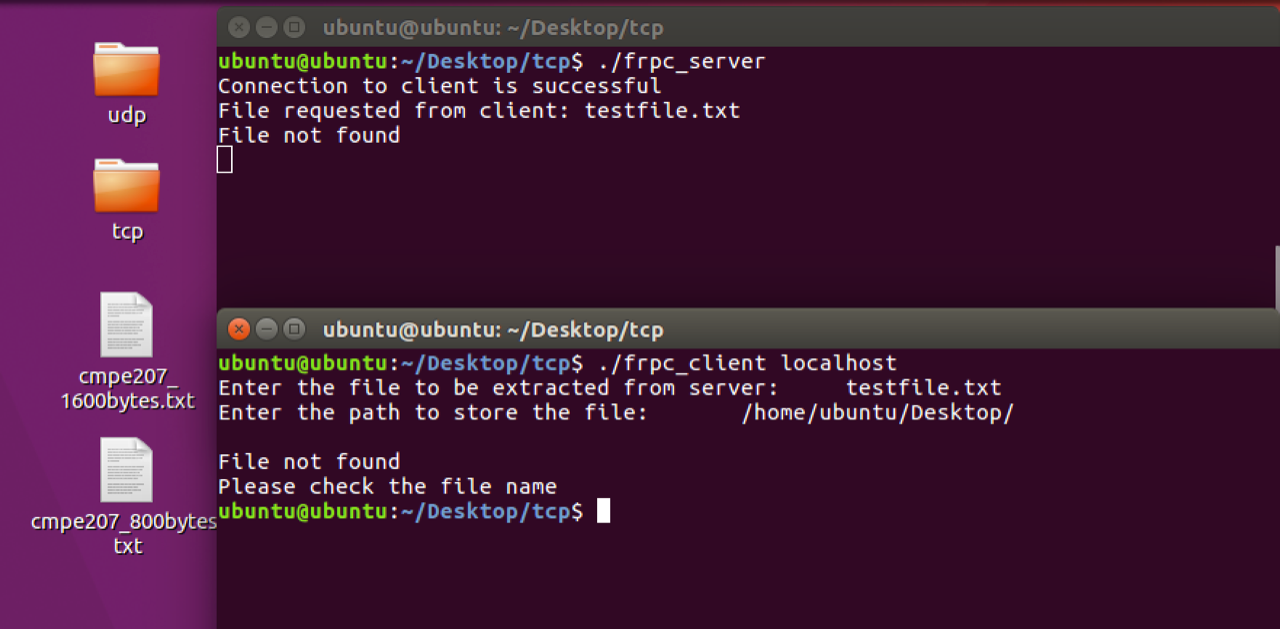 udp
tcp
cmpe207_
1600bytes.txt
cmpe207_800bytes
txt
ubuntu@ubuntu: ~/Desktop/tcp
ubuntu@ubuntu:~/Desktop/tcp$ ./frpc_server
Connection to client is successful
File requested from client: testfile.txt
File not found
ubuntu@ubuntu: ~/Desktop/tcp
ubuntu@ubuntu:~/Desktop/tcp$ ./frpc_client localhost
Enter the file to be extracted from server:     testfile.txt
Enter the path to store the file:       /home/ubuntu/Desktop/
File not found
Please check the file name
ubuntu@ubuntu:~/Desktop/tcp$